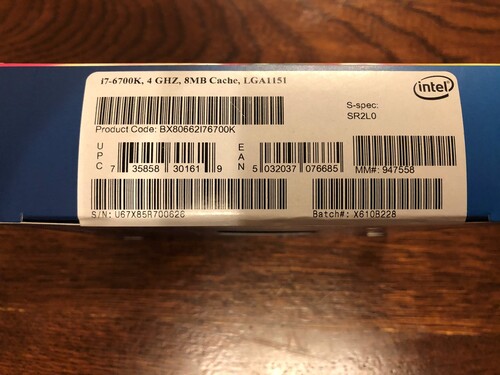 i7-6700K, 4 GHZ, 8MB Cache, LGA1151
intel
S-spec:
SR2L0
Product Code: BX80662I76700K
UPC 7 35858 30161 9
EAN 5 032037 076685
MM#: 947558
S/N: U67X85R700626
Batch#: X610B228